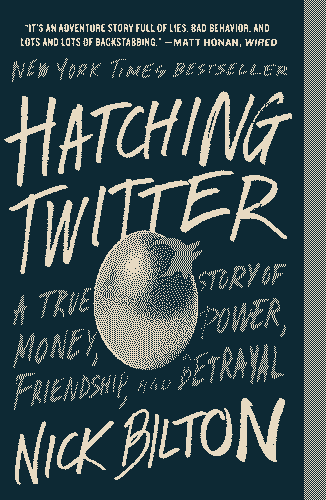 "IT'S AN ADVENTURE STORY FULL OF LIES, BAD BEHAVIOR, AND
LOTS AND LOTS OF BACKSTABBING." —MATT HONAN, WIRED
NEW YORK TIMES BESTSELLER
HATCHING
TWITTER
A TRUE STORY OF
MONEY, POWER,
FRIENDSHIP, AND BETRAYAL
NICK BILTON